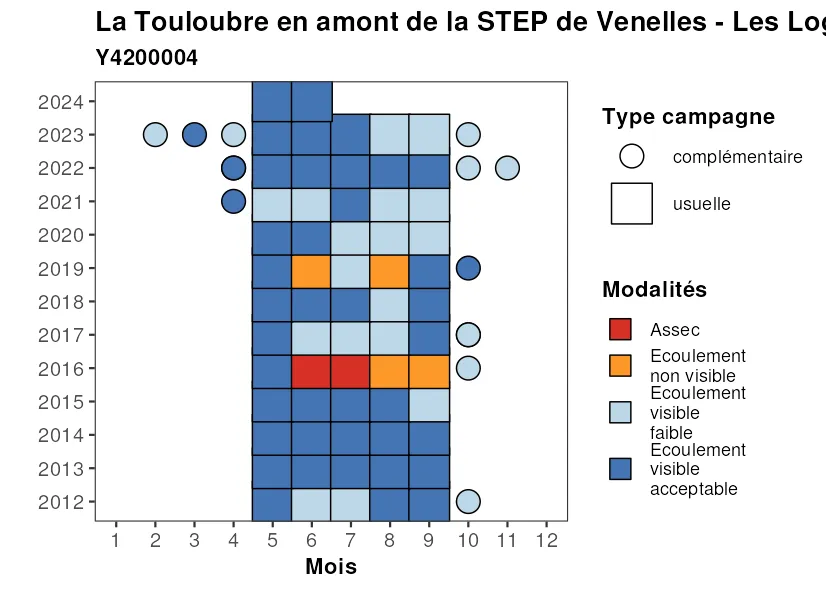 La Touloubre en amont de la STEP de Venelles - Les Log
Y4200004
2024
2023
2022
2021
2020
2019
2018
2017
2016
2015
2014
2013
2012
1 2 3 4 5 6 7 8 9 10 11 12
Mois
Type campagne
complémentaire
usuelle
Modalités
Assec
Ecoulement
non visible
Ecoulement
visible
faible
Ecoulement
visible
acceptable